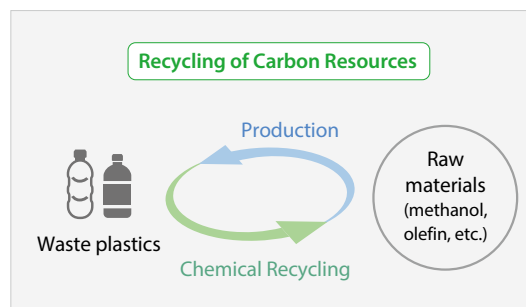 Recycling of Carbon Resources
Production
Waste plastics
Raw
materials
(methanol,
olefin, etc.)
Chemical Recycling